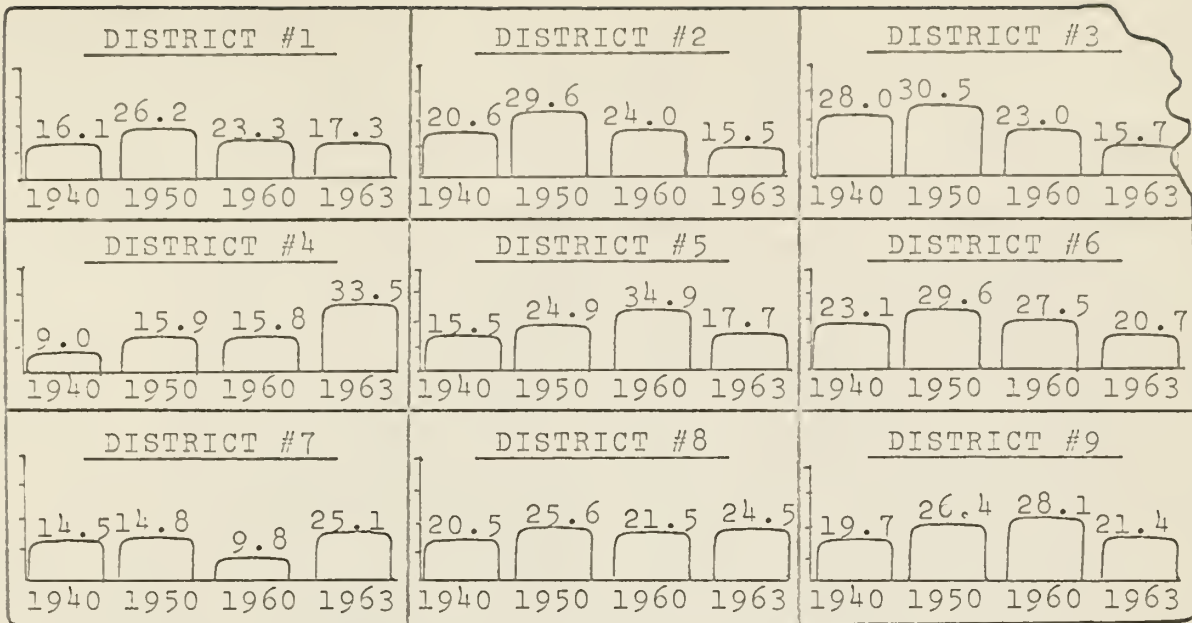 DISTRICT #1
16.1 26.2 23.3 17.3
1940 1950 1960 1963
DISTRICT #2
20.6 29.6 24.0 15.5
1940 1950 1960 1963
DISTRICT #3
28.0 30.5 23.0 15.7
1940 1950 1960 1963
DISTRICT #4
9.0 15.9 15.8 33.5
1940 1950 1960 1963
DISTRICT #5
15.5 24.9 34.9 17.7
1940 1950 1960 1963
DISTRICT #6
23.1 29.6 27.5 20.7
1940 1950 1960 1963
DISTRICT #7
14.5 14.8 9.8 25.1
1940 1950 1960 1963
DISTRICT #8
20.5 25.6 21.5 24.5
1940 1950 1960 1963
DISTRICT #9
19.7 26.4 28.1 21.4
1940 1950 1960 1963